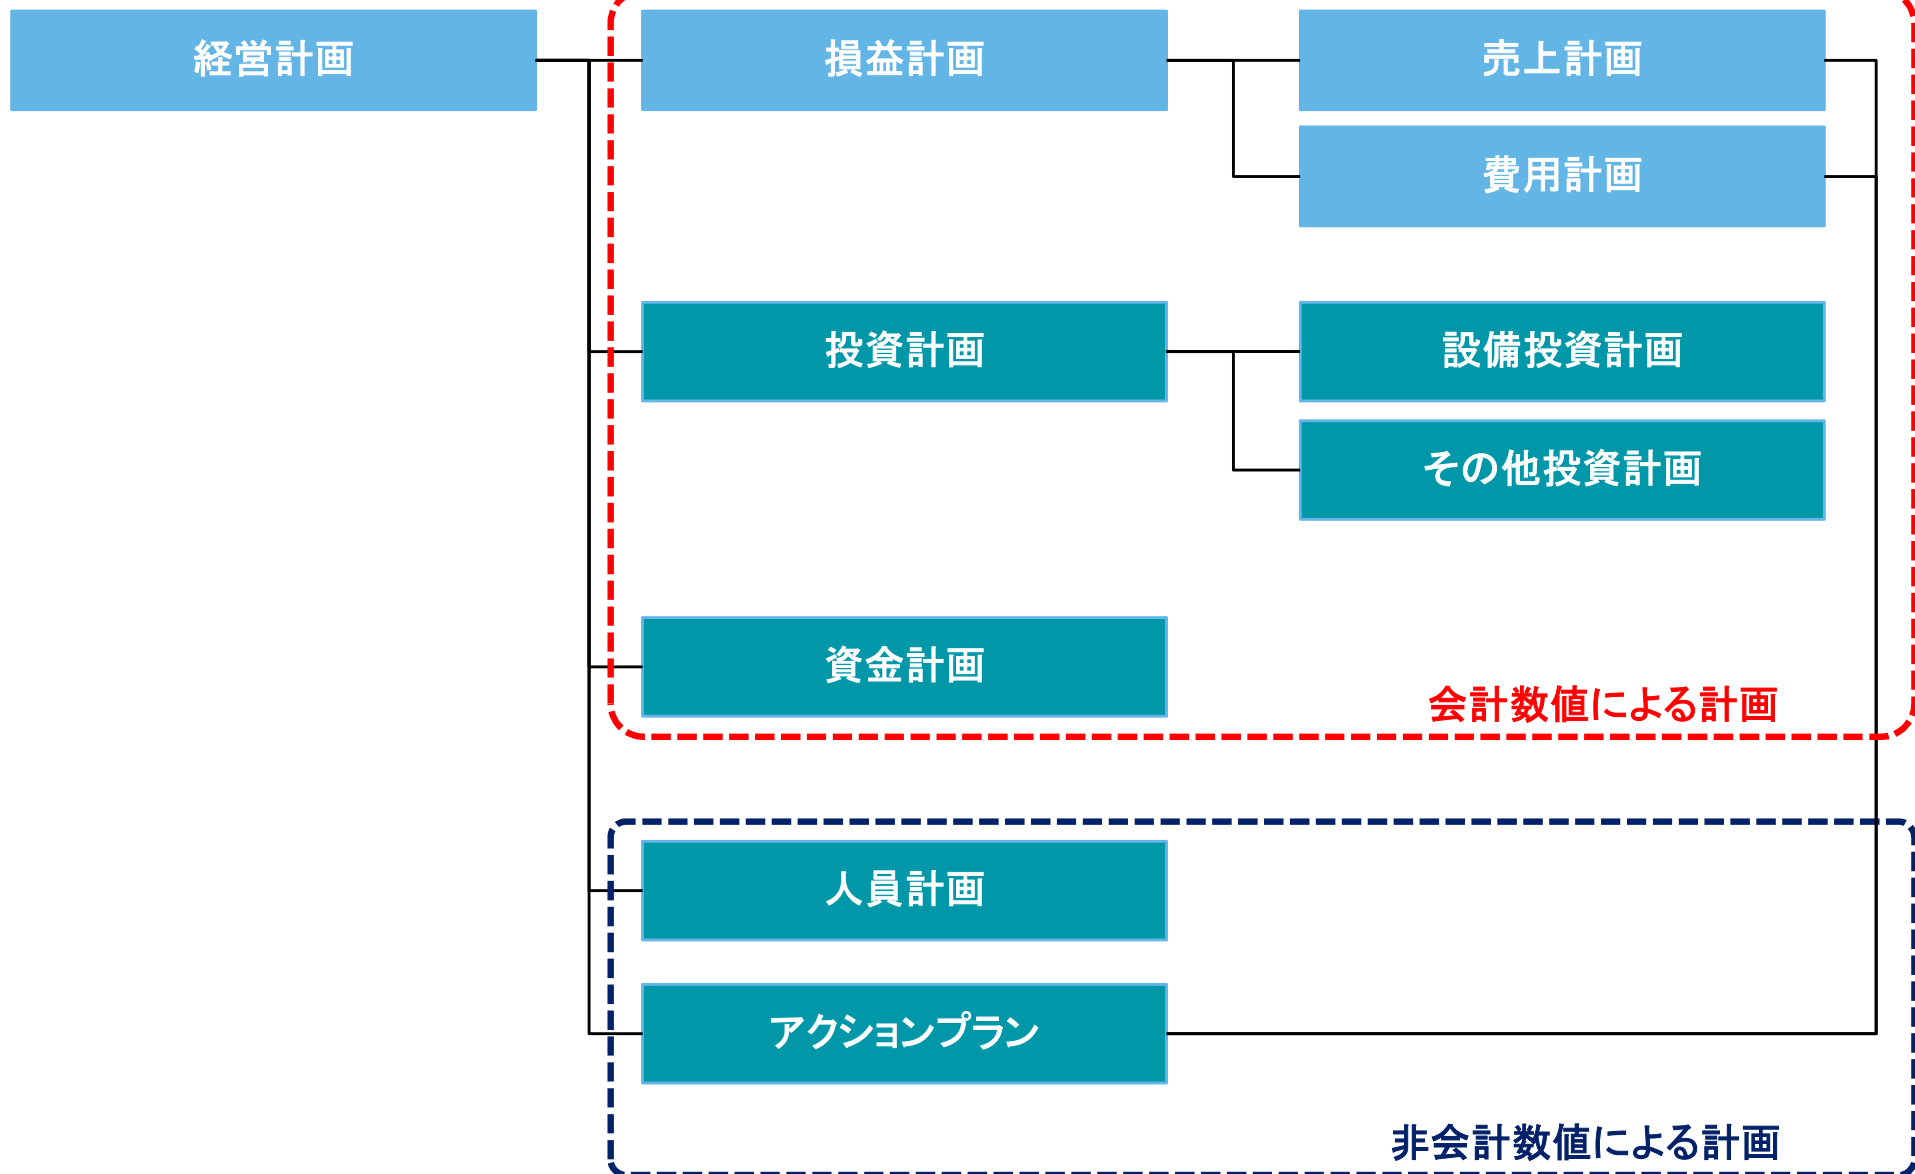 経営計画
損益計画
売上計画
費用計画
投資計画
設備投資計画
その他投資計画
資金計画
会計数値による計画
人員計画
アクションプラン
非会計数値による計画